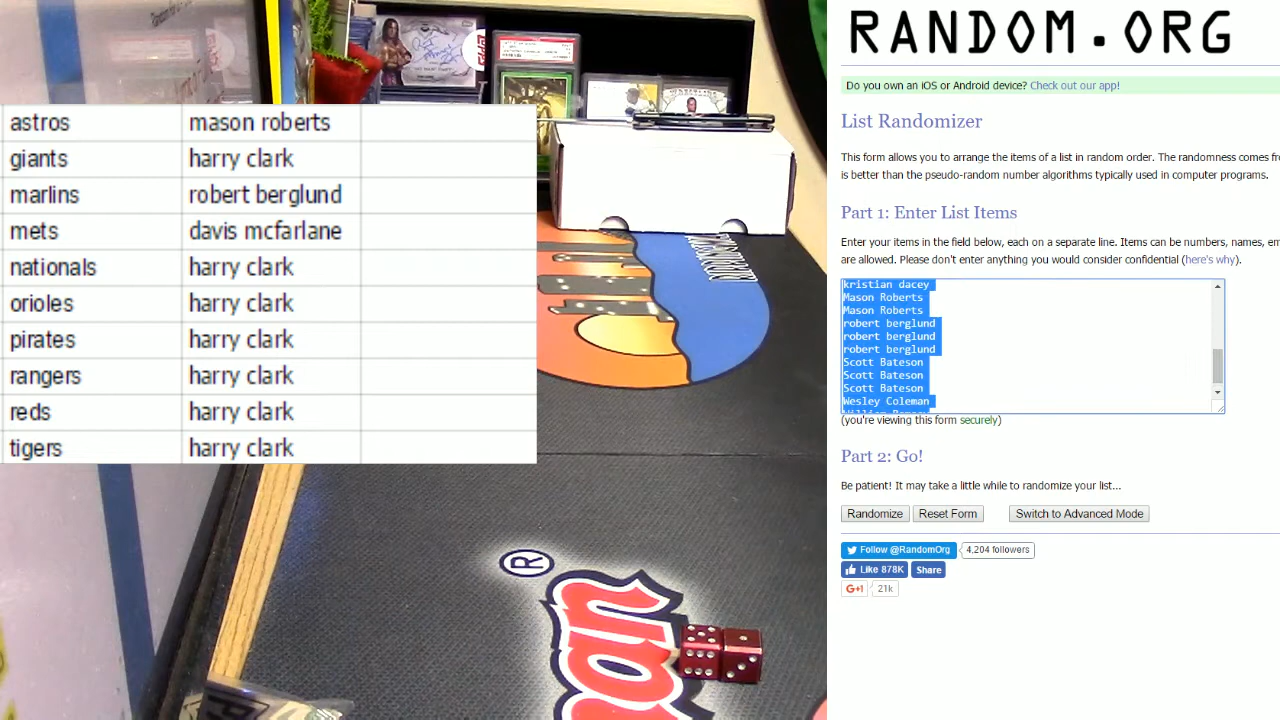 astros mason roberts
giants harry clark
marlins robert berglund
mets davis mcfarlane
nationals harry clark
orioles harry clark
pirates harry clark
rangers harry clark
reds harry clark
tigers harry clark
®
RANDOM.ORG
Do you own an iOS or Android device? Check out our app!
List Randomizer
This form allows you to arrange the items of a list in random order. The randomness comes
is better than the pseudo-random number algorithms typically used in computer programs.
Part 1: Enter List Items
Enter your items in the field below, each on a separate line. Items can be numbers, names,
are allowed. Please don't enter anything you would consider confidential (here's why).
kristian dacey
Mason Roberts
Mason Roberts
robert berglund
robert berglund
robert berglund
Scott Bateson
Scott Bateson
Scott Bateson
Wesley Coleman
(you're viewing this form securely)
Part 2: Go!
Be patient! It may take a little while to randomize your list...
Randomize Reset Form Switch to Advanced Mode
Follow @RandomOrg 4,204 followers
Like 878K Share
G+! 21k